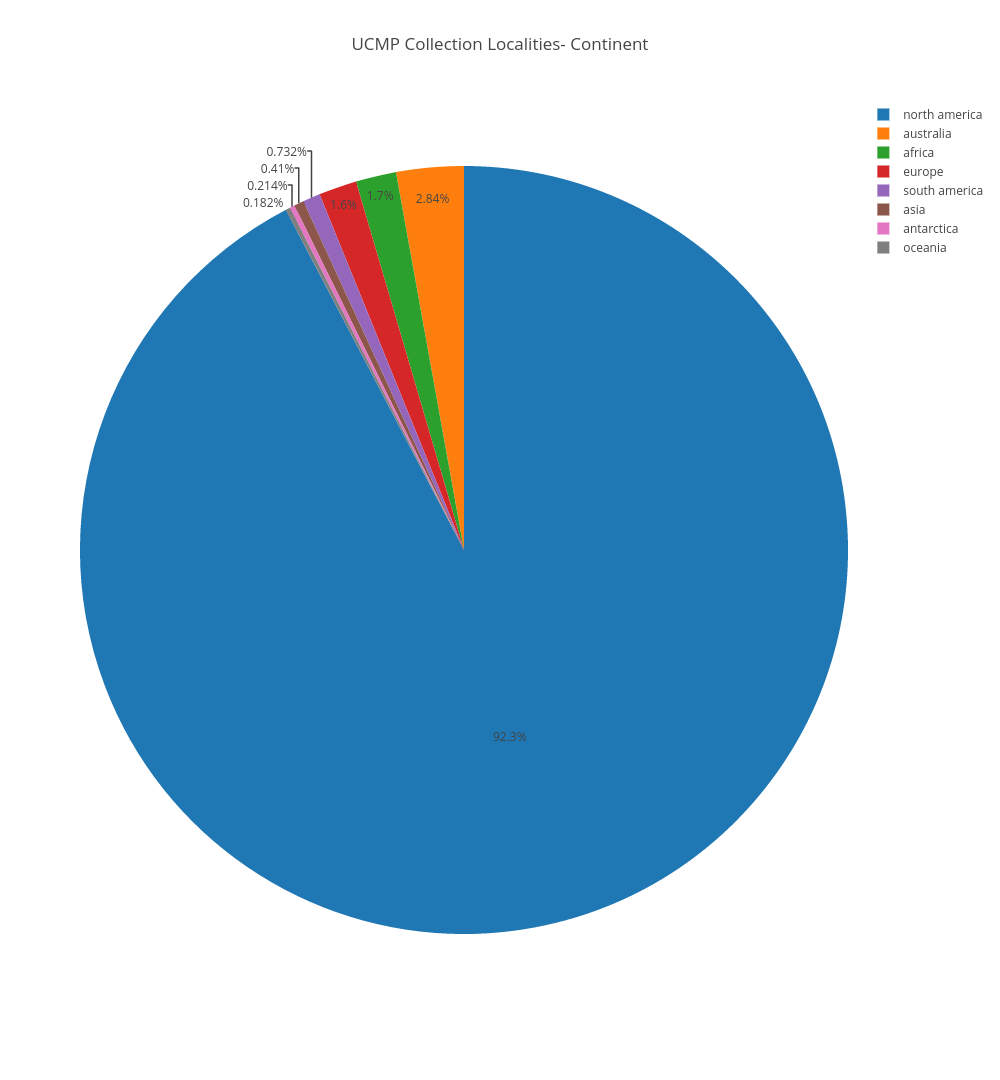 UCMP Collection Localities- Continent
north america
australia
africa
europe
south america
asia
antarctica
oceania
0.732%
0.41%
0.214%
0.182%
1.6%
1.7%
2.84%
92.3%